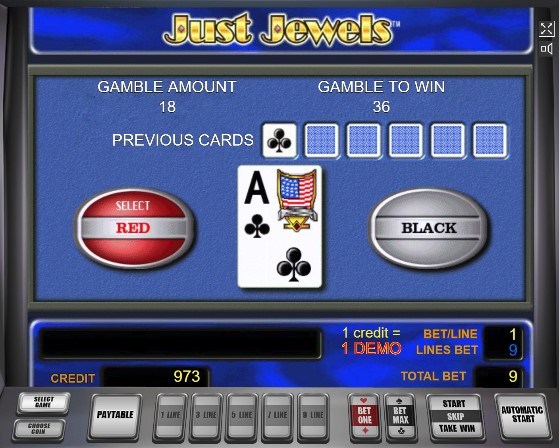 Just Jewels™
GAMBLE AMOUNT
18
GAMBLE TO WIN
36
PREVIOUS CARDS
SELECT
RED
A
BLACK
1 credit =
1 DEMO
BET/LINE 1
LINES BET 9
CREDIT 973
TOTAL BET 9
SELECT
GAME
CHOOSE
COIN
PAYTABLE
1 LINE
3 LINE
5 LINE
7 LINE
9 LINE
BET
ONE
BET
MAX
START
SKIP
TAKE WIN
AUTOMATIC
START